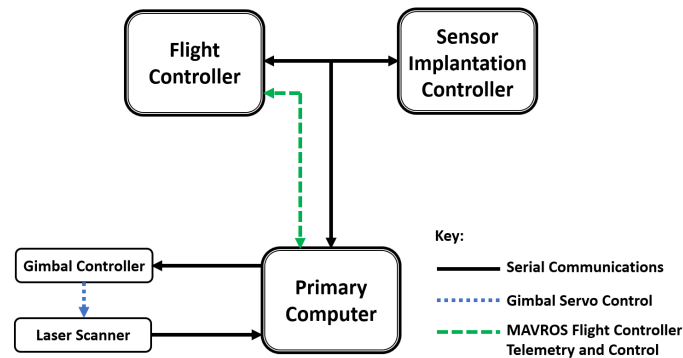 Flight
Controller
Sensor
Implantation
Controller
Gimbal Controller
Laser Scanner
Primary
Computer
Key:
Serial Communications
Gimbal Servo Control
MAVROS Flight Controller
Telemetry and Control